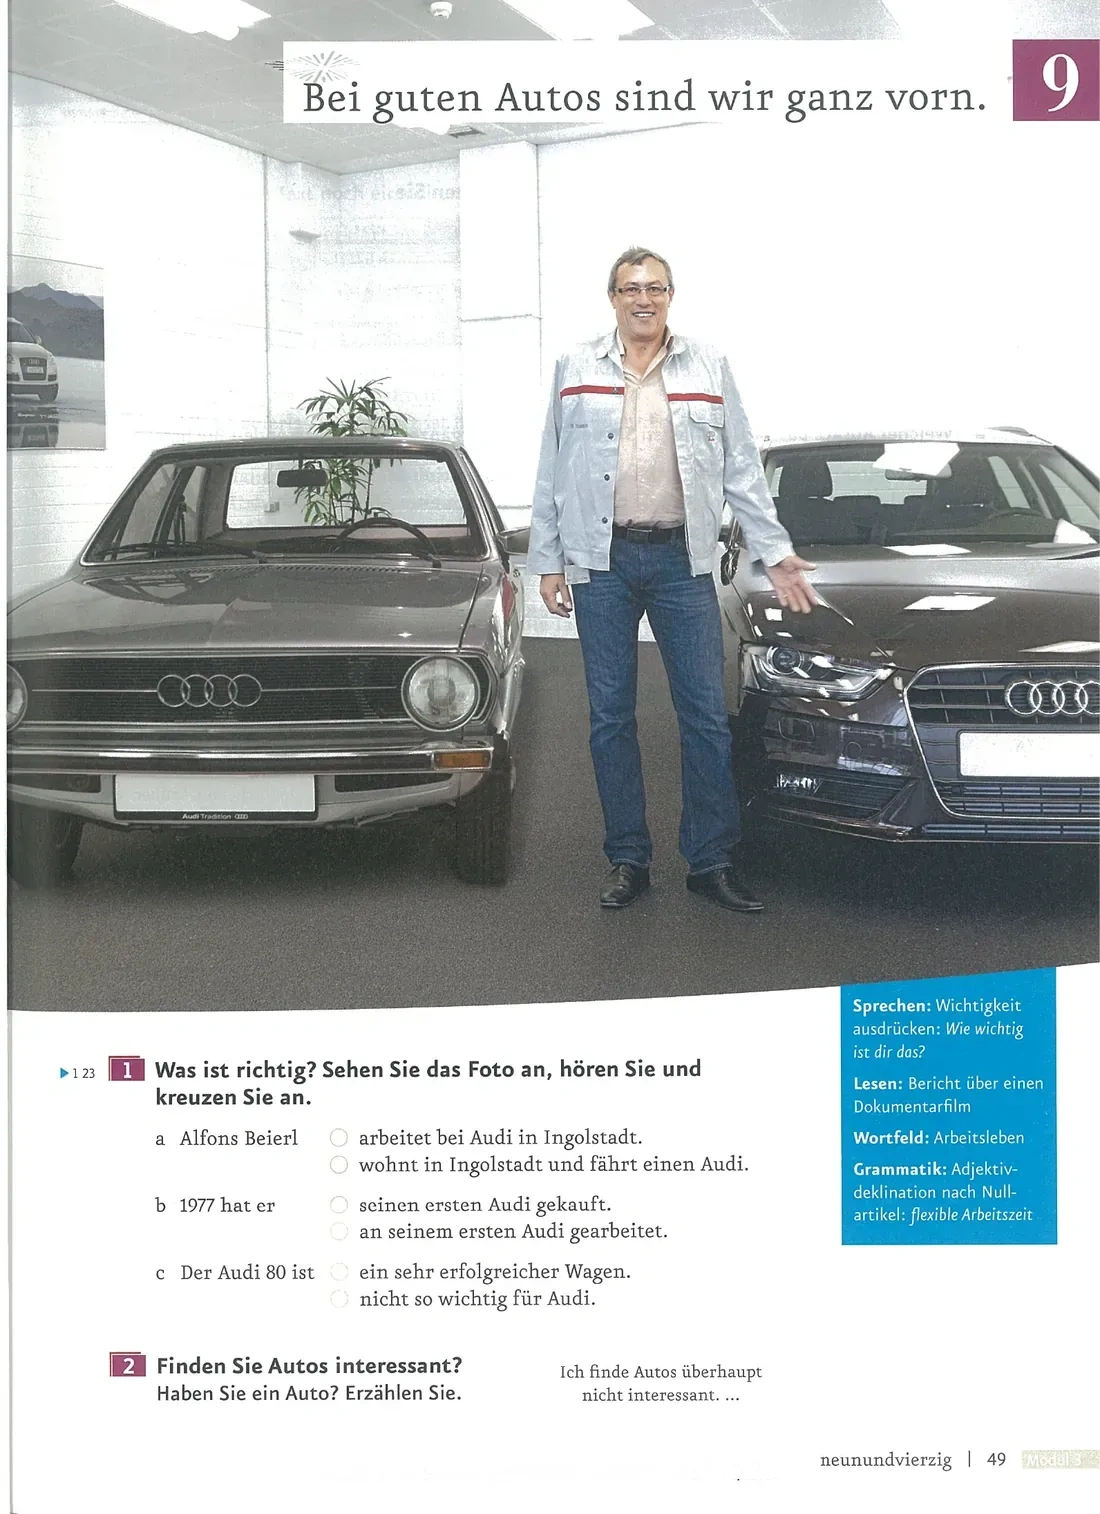 Bei guten Autos sind wir ganz vorn.
9
Audi Tradition
Sprechen: Wichtigkeit
ausdrücken: Wie wichtig
ist dir das?
Lesen: Bericht über einen
Dokumentarfilm
Wortfeld: Arbeitsleben
Grammatik: Adjektiv-
deklination nach Null-
artikel: flexible Arbeitszeit
▶ 1 23
1 Was ist richtig? Sehen Sie das Foto an, hören Sie und
kreuzen Sie an.
a Alfons Beierl ○ arbeitet bei Audi in Ingolstadt.
○ wohnt in Ingolstadt und fährt einen Audi.
b 1977 hat er ○ seinen ersten Audi gekauft.
○ an seinem ersten Audi gearbeitet.
c Der Audi 80 ist ○ ein sehr erfolgreicher Wagen.
○ nicht so wichtig für Audi.
2 Finden Sie Autos interessant?
Haben Sie ein Auto? Erzählen Sie.
Ich finde Autos überhaupt
nicht interessant. ...
neunundvierzig | 49 Modul 3